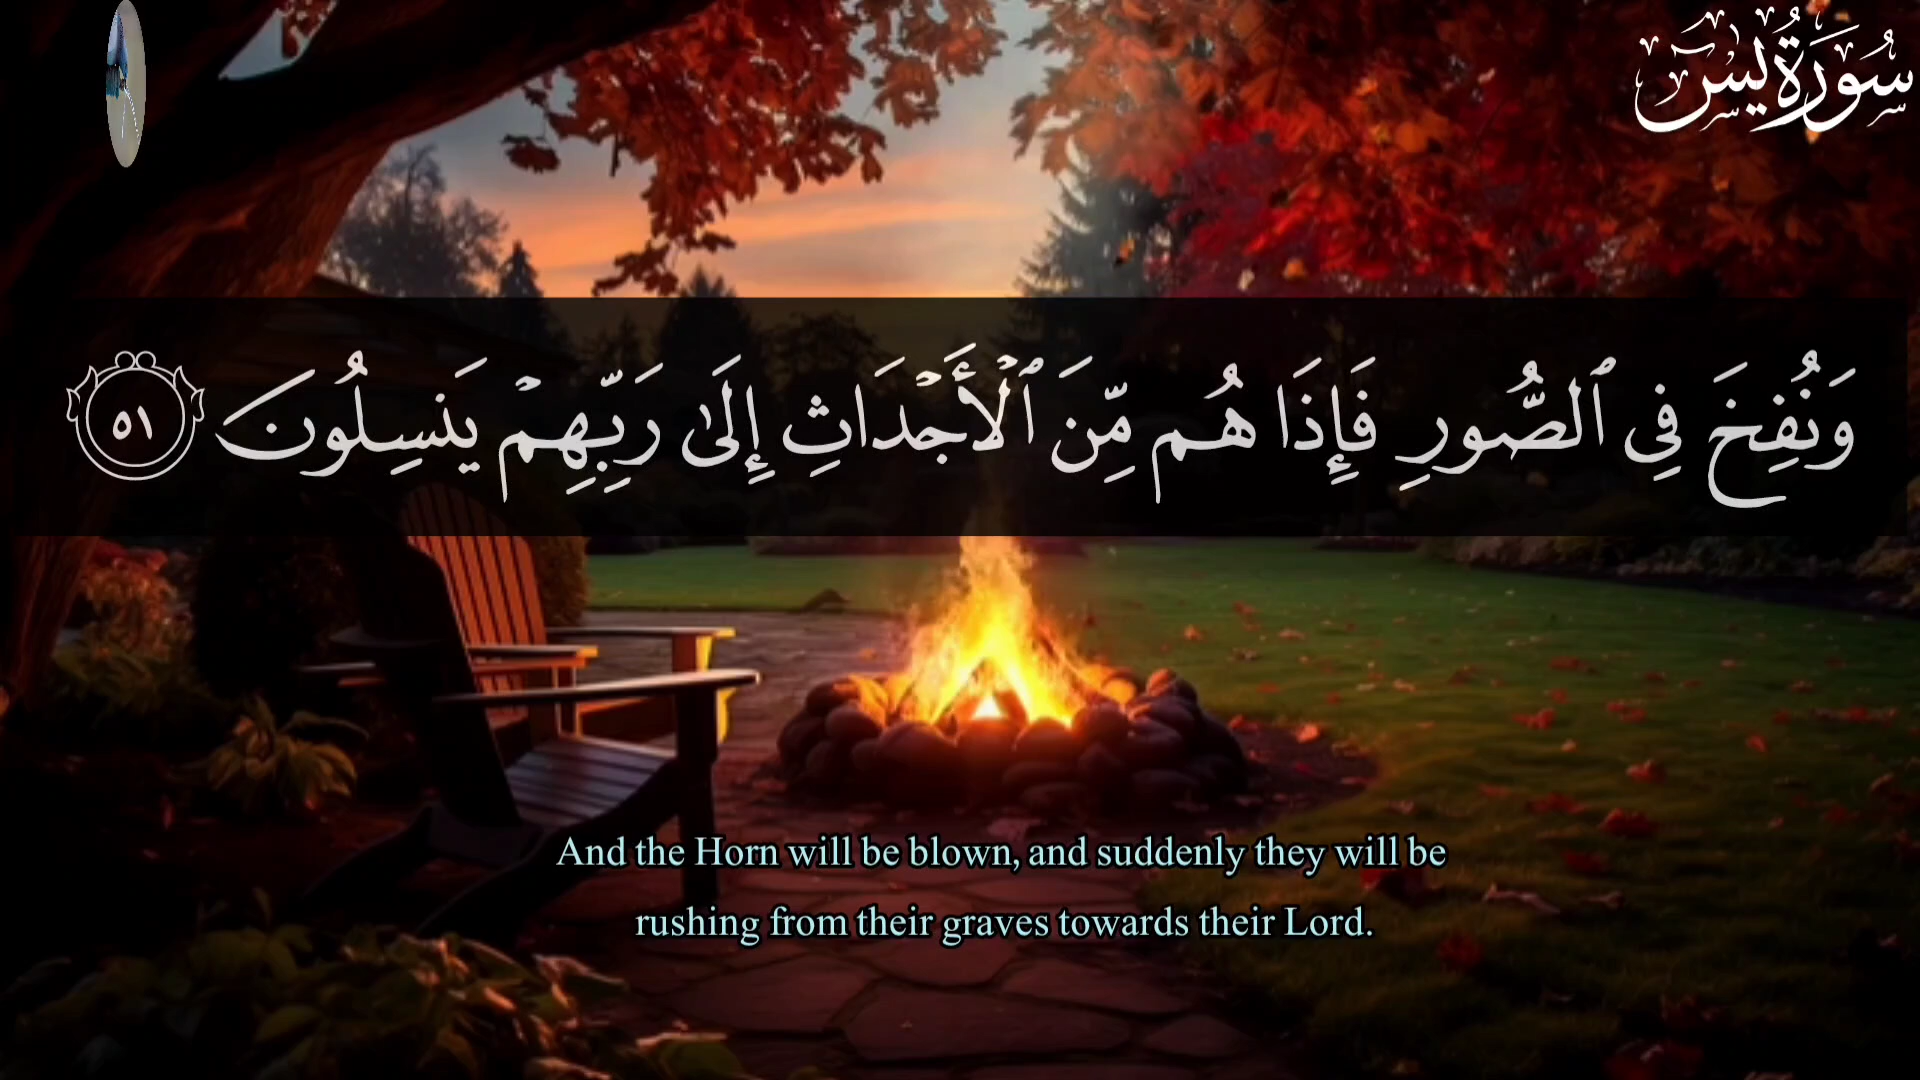 سُورَةُ يسٓ
وَنُفِخَ فِى ٱلصُّورِ فَإِذَا هُم مِّنَ ٱلْأَجْدَاثِ إِلَىٰ رَبِّهِمْ يَنسِلُونَ ٥١
And the Horn will be blown, and suddenly they will be
rushing from their graves towards their Lord.